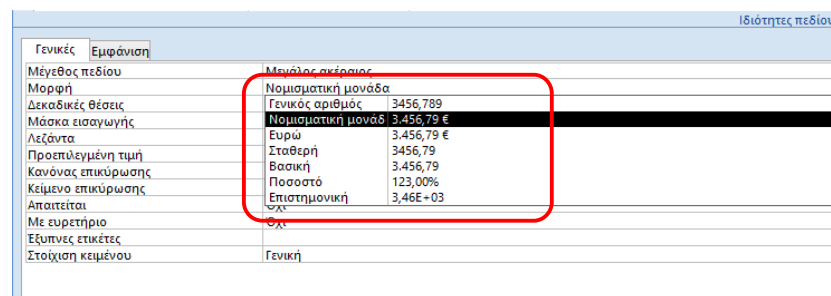 Ιδιότητες πεδίου
Γενικές Εμφάνιση
Μέγεθος πεδίου Μεγάλος ακέραιος
Μορφή Νομισματική μονάδα
Δεκαδικές θέσεις Γενικός αριθμός 3456,789
Μάσκα εισαγωγής Νομισματική μονάδ 3.456,79 €
Λεζάντα Ευρώ 3.456,79 €
Προεπιλεγμένη τιμή Σταθερή 3456,79
Κανόνας επικύρωσης Βασική 3.456,79
Κείμενο επικύρωσης Ποσοστό 123,00%
Απαιτείται Επιστημονική 3,46E+03
Με ευρετήριο Όχι
Έξυπνες ετικέτες
Στοίχιση κειμένου Γενική